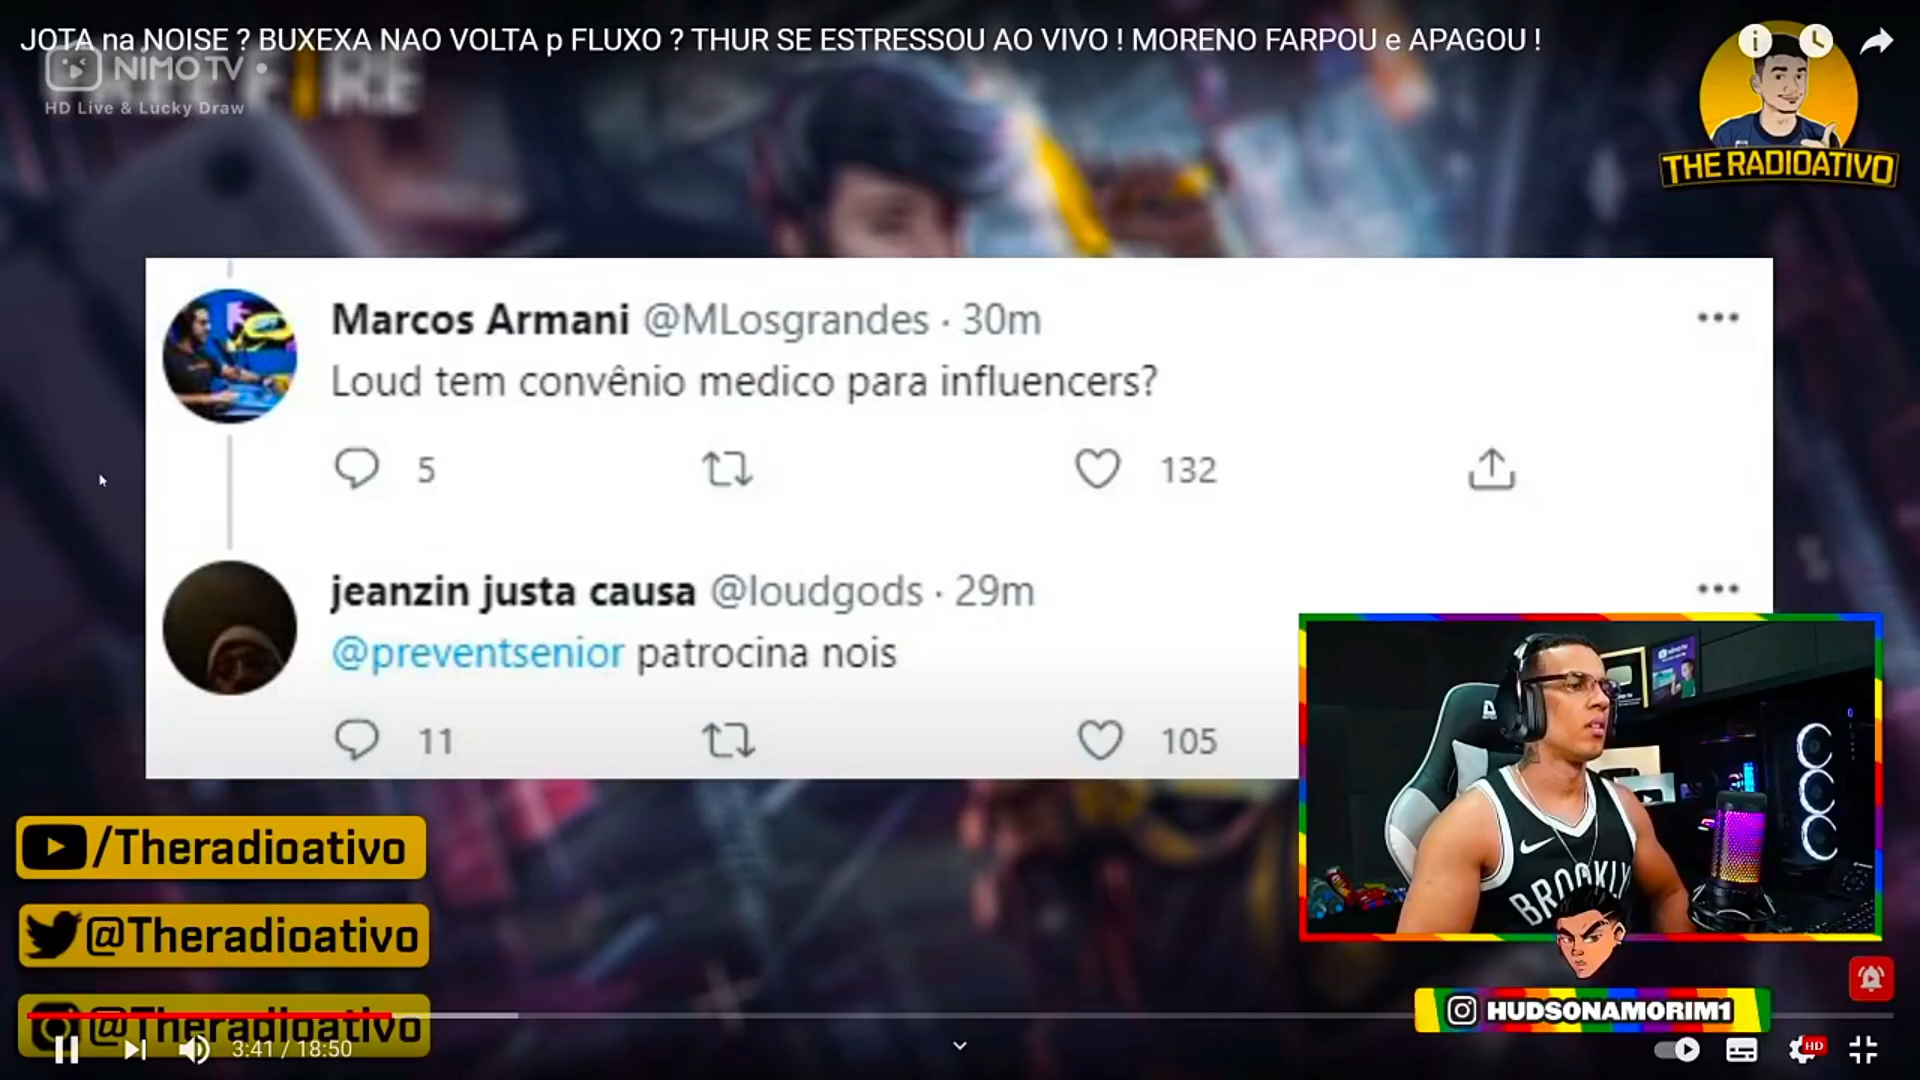 JOTA na NOISE ? BUXEXA NAO VOLTA p FLUXO ? THUR SE ESTRESSOU AO VIVO ! MORENO FARPOU e APAGOU !
NIMO TV
HD Live & Lucky Draw
THE RADIOATIVO
Marcos Armani @MLosgrandes · 30m
Loud tem convênio medico para influencers?
5 132
jeanzin justa causa @loudgods · 29m
@preventsenior patrocina nois
11 105
BROOKLY
/Theradioativo
@Theradioativo
@Theradioativo
HUDSONAMORIM1
3:41 / 18:50
HD